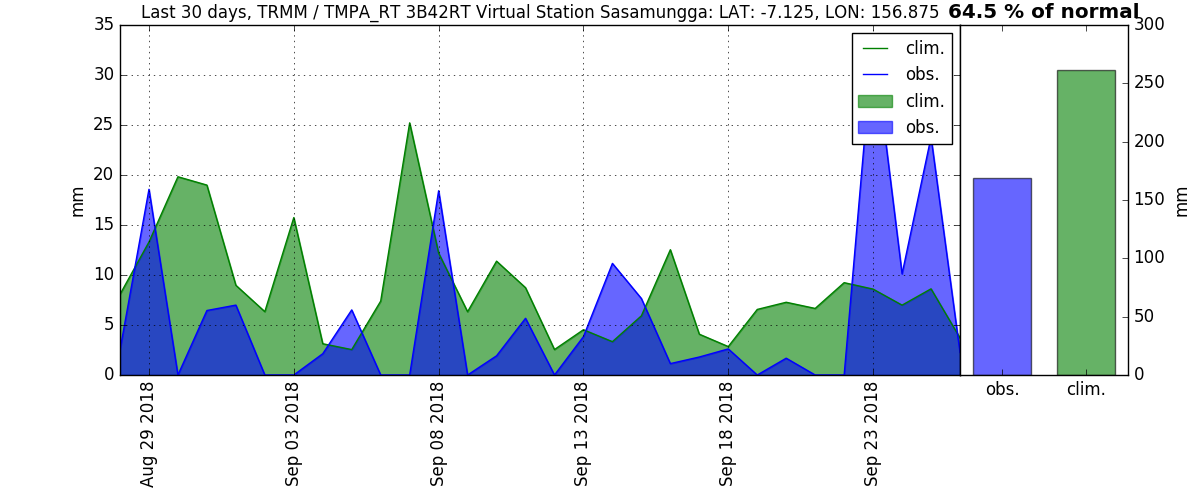 Last 30 days, TRMM / TMPA_RT 3B42RT Virtual Station Sasamungga: LAT: -7.125, LON: 156.875 64.5 % of normal
35
30
25
20
15
10
5
0
mm
clim.
obs.
clim.
obs.
300
250
200
150
100
50
0
mm
obs. clim.
Aug 29 2018
Sep 03 2018
Sep 08 2018
Sep 13 2018
Sep 18 2018
Sep 23 2018